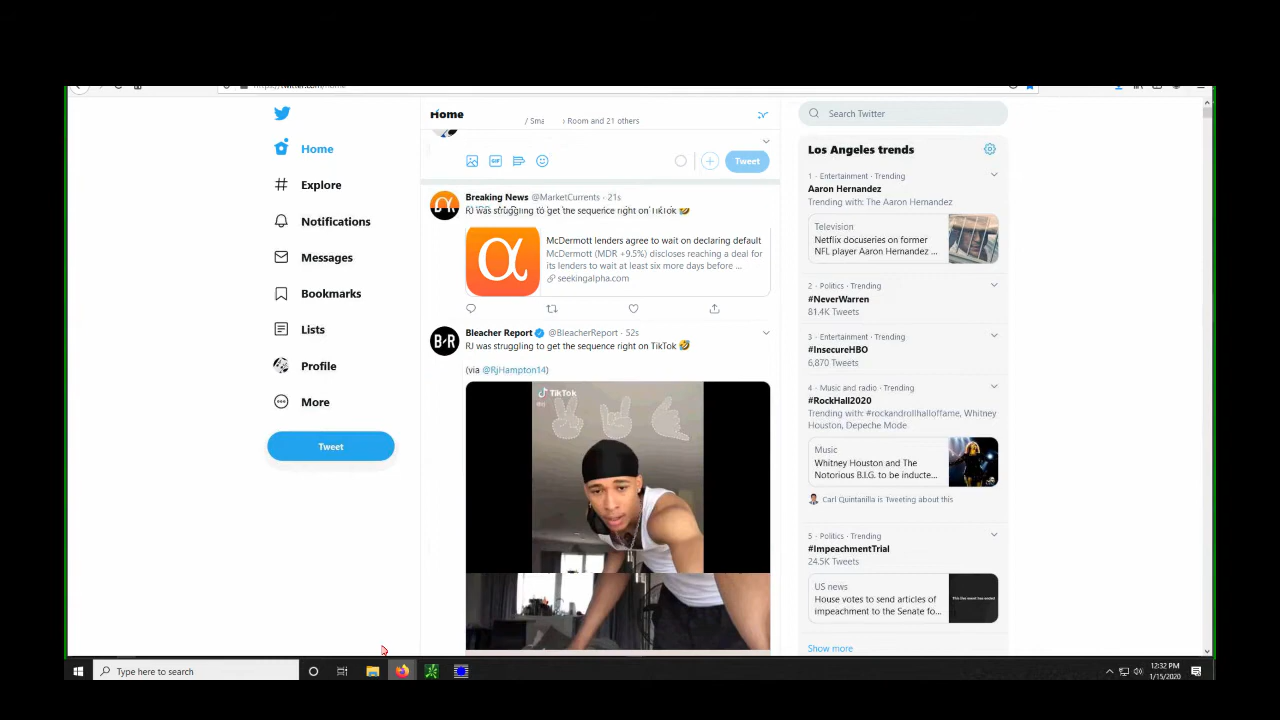 Home
/ Sma
Room and 21 others
Search Twitter
Home
Explore
Notifications
Messages
Bookmarks
Lists
Profile
More
Tweet
GIF
Tweet
Breaking News @MarketCurrents · 21s
RJ was struggling to get the sequence right on TikTok 🤣
McDermott lenders agree to wait on declaring default
McDermott (MDR +9.5%) discloses reaching a deal for
its lenders to wait at least six more days before ...
seekingalpha.com
Bleacher Report @BleacherReport · 52s
RJ was struggling to get the sequence right on TikTok 🤣
(via @RjHampton14)
B/R
TikTok
Los Angeles trends
1 · Entertainment · Trending
Aaron Hernandez
Trending with: The Aaron Hernandez
Television
Netflix docuseries on former
NFL player Aaron Hernandez ...
2 · Politics · Trending
#NeverWarren
81.4K Tweets
3 · Entertainment · Trending
#InsecureHBO
6,870 Tweets
4 · Music and radio · Trending
#RockHall2020
Trending with: #rockandrollhalloffame, Whitney
Houston, Depeche Mode
Music
Whitney Houston and The
Notorious B.I.G. to be inducte...
Carl Quintanilla is Tweeting about this
5 · Politics · Trending
#ImpeachmentTrial
24.5K Tweets
US news
House votes to send articles of
impeachment to the Senate fo...
This live event has ended
Show more
Type here to search
12:32 PM
1/15/2020